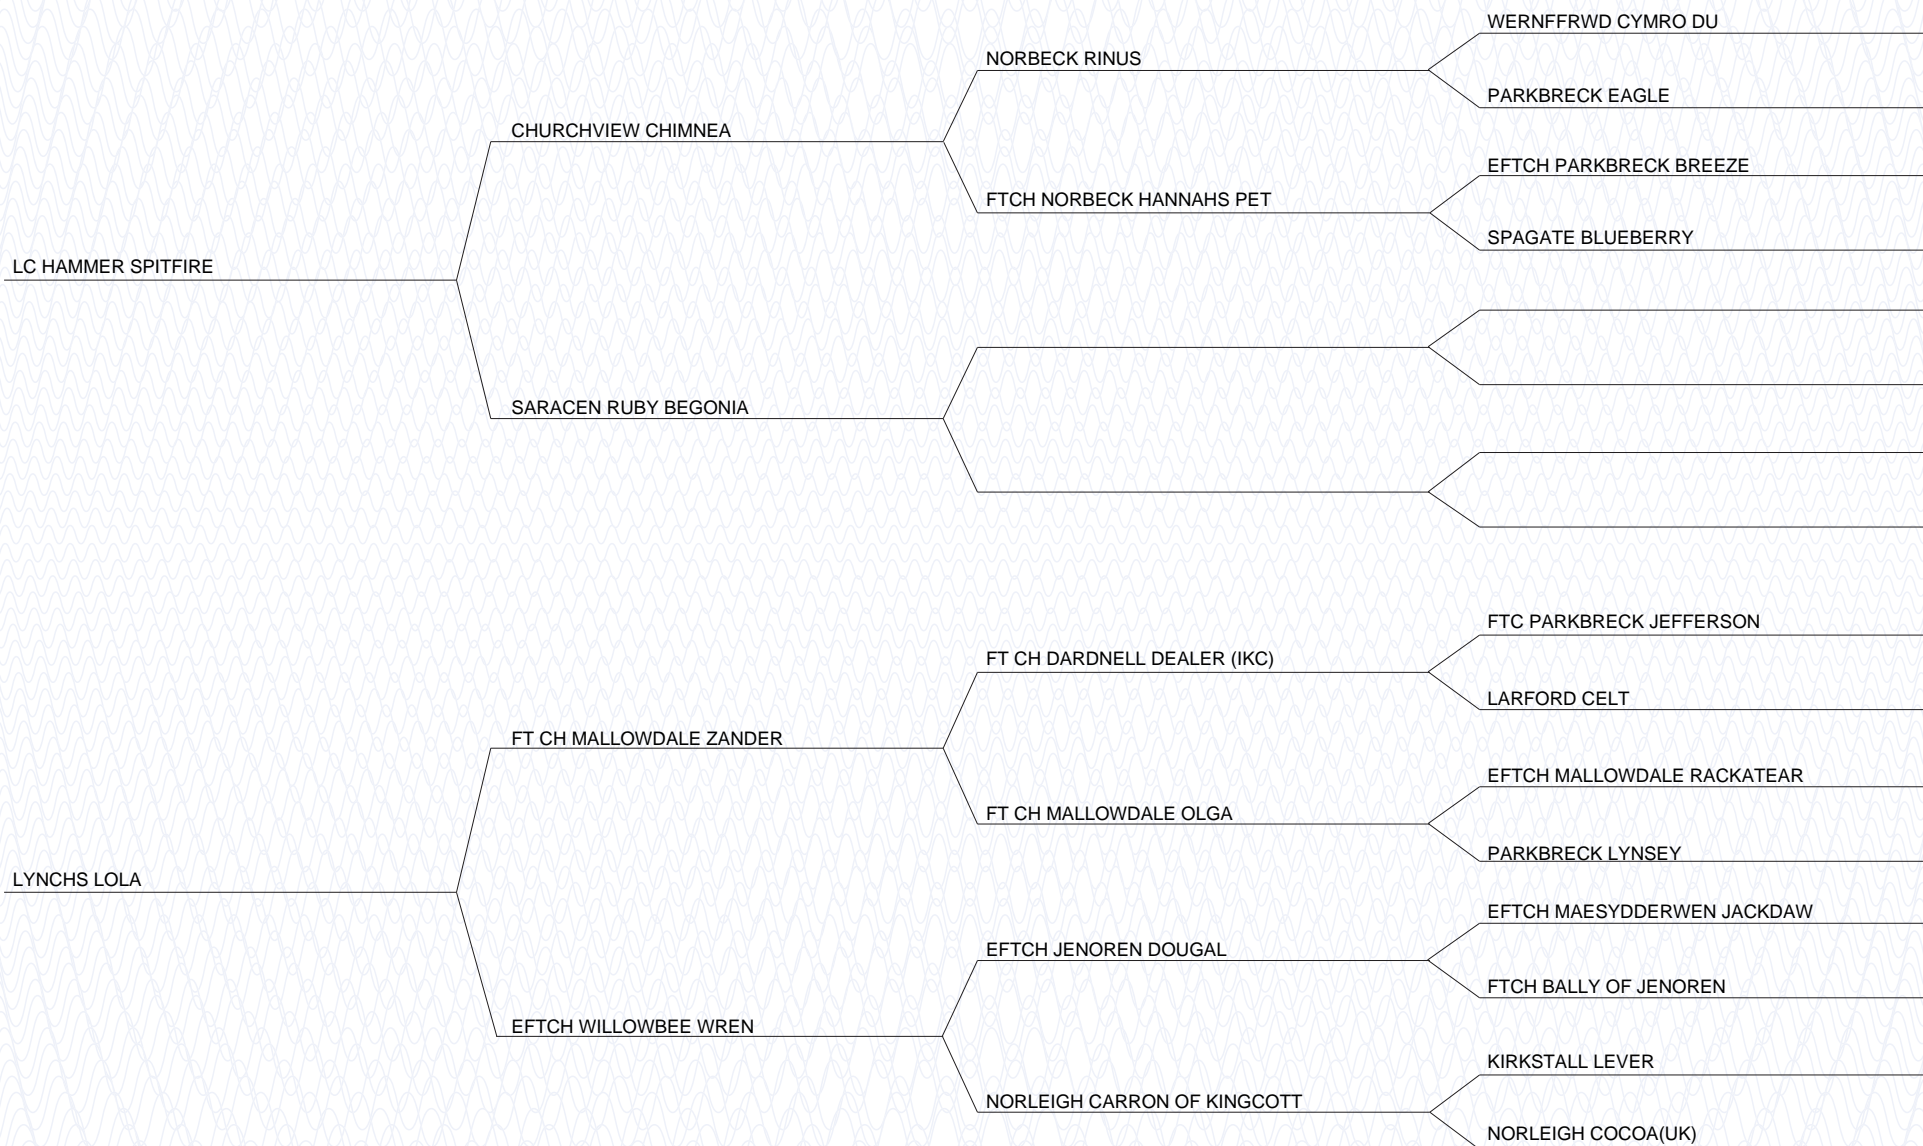 LC HAMMER SPITFIRE
CHURCHVIEW CHIMNEA
NORBECK RINUS
WERNFFRWD CYMRO DU
PARKBRECK EAGLE
FTCH NORBECK HANNAHS PET
EFTCH PARKBRECK BREEZE
SPAGATE BLUEBERRY
SARACEN RUBY BEGONIA
LYNCHS LOLA
FT CH MALLOWDALE ZANDER
FT CH DARDNELL DEALER (IKC)
FTC PARKBRECK JEFFERSON
LARFORD CELT
FT CH MALLOWDALE OLGA
EFTCH MALLOWDALE RACKATEAR
PARKBRECK LYNSEY
EFTCH WILLOWBEE WREN
EFTCH JENOREN DOUGAL
EFTCH MAESYDDERWEN JACKDAW
FTCH BALLY OF JENOREN
NORLEIGH CARRON OF KINGCOTT
KIRKSTALL LEVER
NORLEIGH COCOA(UK)